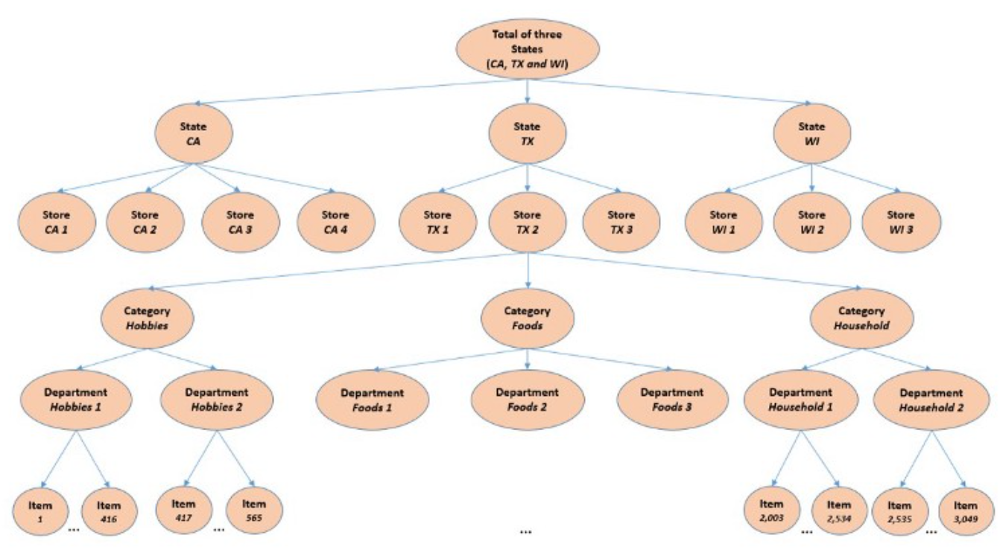 Total of three
States
(CA, TX and WI)
State
CA
State
TX
State
WI
Store
CA 1
Store
CA 2
Store
CA 3
Store
CA 4
Store
TX 1
Store
TX 2
Store
TX 3
Store
WI 1
Store
WI 2
Store
WI 3
Category
Hobbies
Category
Foods
Category
Household
Department
Hobbies 1
Department
Hobbies 2
Department
Foods 1
Department
Foods 2
Department
Foods 3
Department
Household 1
Department
Household 2
Item
1
...
Item
416
Item
417
...
Item
565
...
Item
2,003
...
Item
2,534
Item
2,535
...
Item
3,049